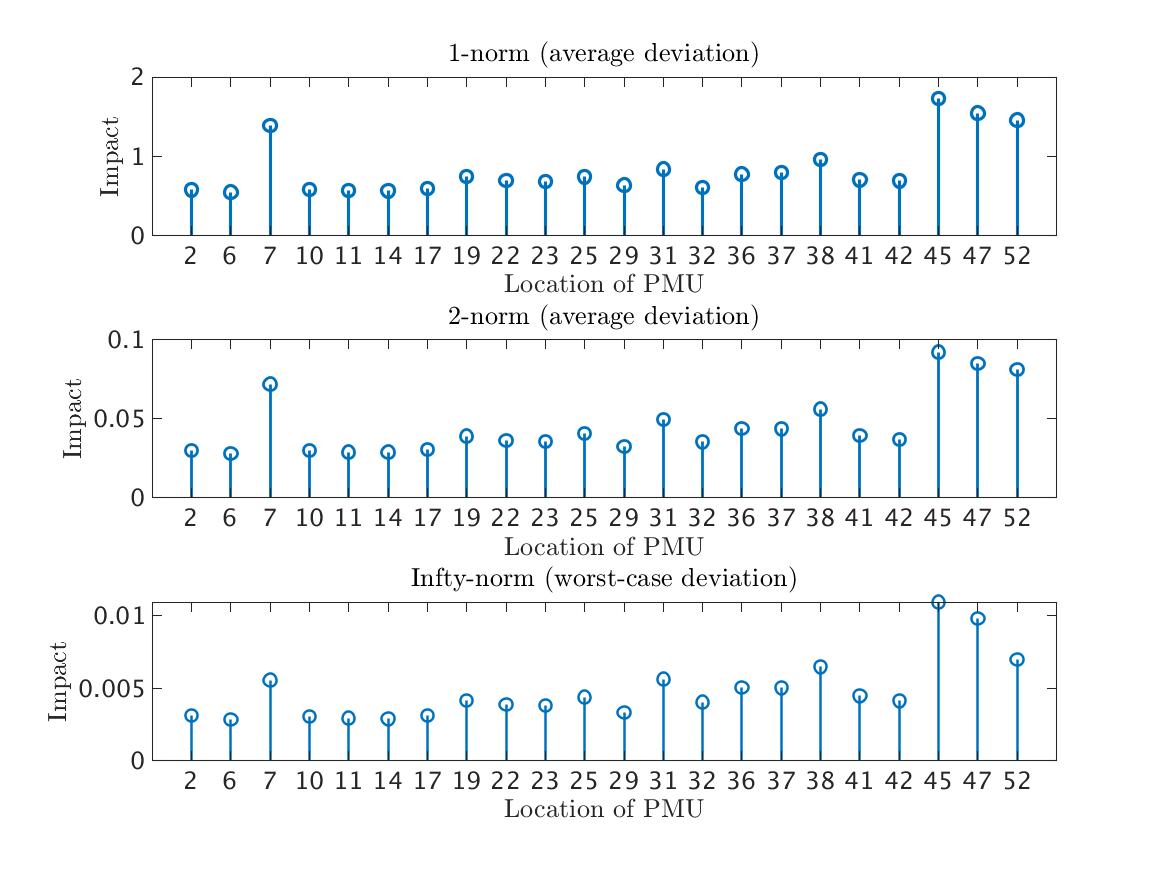 1-norm (average deviation)
2
1
0
Impact
2 6 7 10 11 14 17 19 22 23 25 29 31 32 36 37 38 41 42 45 47 52
Location of PMU
2-norm (average deviation)
0.1
0.05
0
Impact
2 6 7 10 11 14 17 19 22 23 25 29 31 32 36 37 38 41 42 45 47 52
Location of PMU
Infty-norm (worst-case deviation)
0.01
0.005
0
Impact
2 6 7 10 11 14 17 19 22 23 25 29 31 32 36 37 38 41 42 45 47 52
Location of PMU